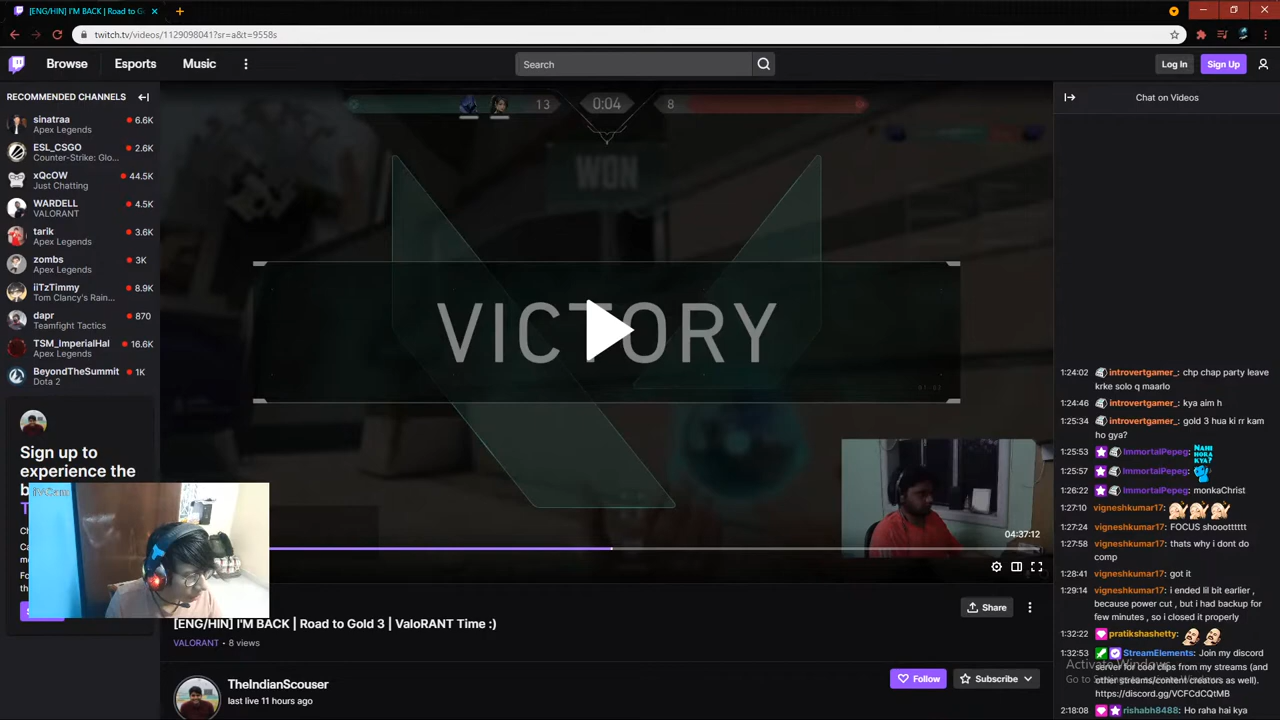 [ENG/HIN] I'M BACK | Road to G
twitch.tv/videos/1129098041?sr=a&t=9558s
Browse
Esports
Music
Search
Log In
Sign Up
RECOMMENDED CHANNELS
sinatraa
6.6K
Apex Legends
ESL_CSGO
2.6K
Counter-Strike: Glo...
xQcOW
44.5K
Just Chatting
WARDELL
4.5K
VALORANT
tarik
3.6K
Apex Legends
zombs
3K
Apex Legends
iiTzTimmy
8.9K
Tom Clancy's Rain...
dapr
870
Teamfight Tactics
TSM_ImperialHal
16.6K
Apex Legends
BeyondTheSummit
1K
Dota 2
Sign up to
experience the
13
0:04
8
WON
VICTORY
04:37:12
Share
[ENG/HIN] I'M BACK | Road to Gold 3 | ValoRANT Time :)
VALORANT • 8 views
TheIndianScouser
last live 11 hours ago
Follow
Subscribe
Chat on Videos
1:24:02 introvertgamer_: chp chap party leave
krke solo q maarlo
1:24:46 introvertgamer_: kya aim h
1:25:34 introvertgamer_: gold 3 hua ki rr kam
ho gya?
1:25:53 ImmortalPepeg: NAHI
HORA
KYA?
1:25:57 ImmortalPepeg:
1:26:22 ImmortalPepeg: monkaChrist
1:27:10 vigneshkumar17:
1:27:24 vigneshkumar17: FOCUS shoootttttt
1:27:58 vigneshkumar17: thats why i dont do
comp
1:28:41 vigneshkumar17: got it
1:29:14 vigneshkumar17: i ended lil bit earlier ,
because power cut , but i had backup for
few minutes , so i closed it properly
1:32:22 pratikshashetty:
1:32:53 StreamElements: Join my discord
server for cool clips from my streams (and
other streams/content creators as well).
https://discord.gg/VCFCdCQtMB
Activate Windows
Go to Settings to activate Windows.
2:18:08 rishabh8488: Ho raha hai kya